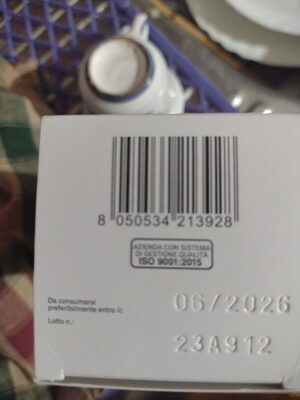 8 050534 213928
AZIENDA CON SISTEMA
DI GESTIONE QUALITÀ
ISO 9001:2015
Da consumarsi
preferibilmente entro il:
06/2026
Lotto n.:
23A912